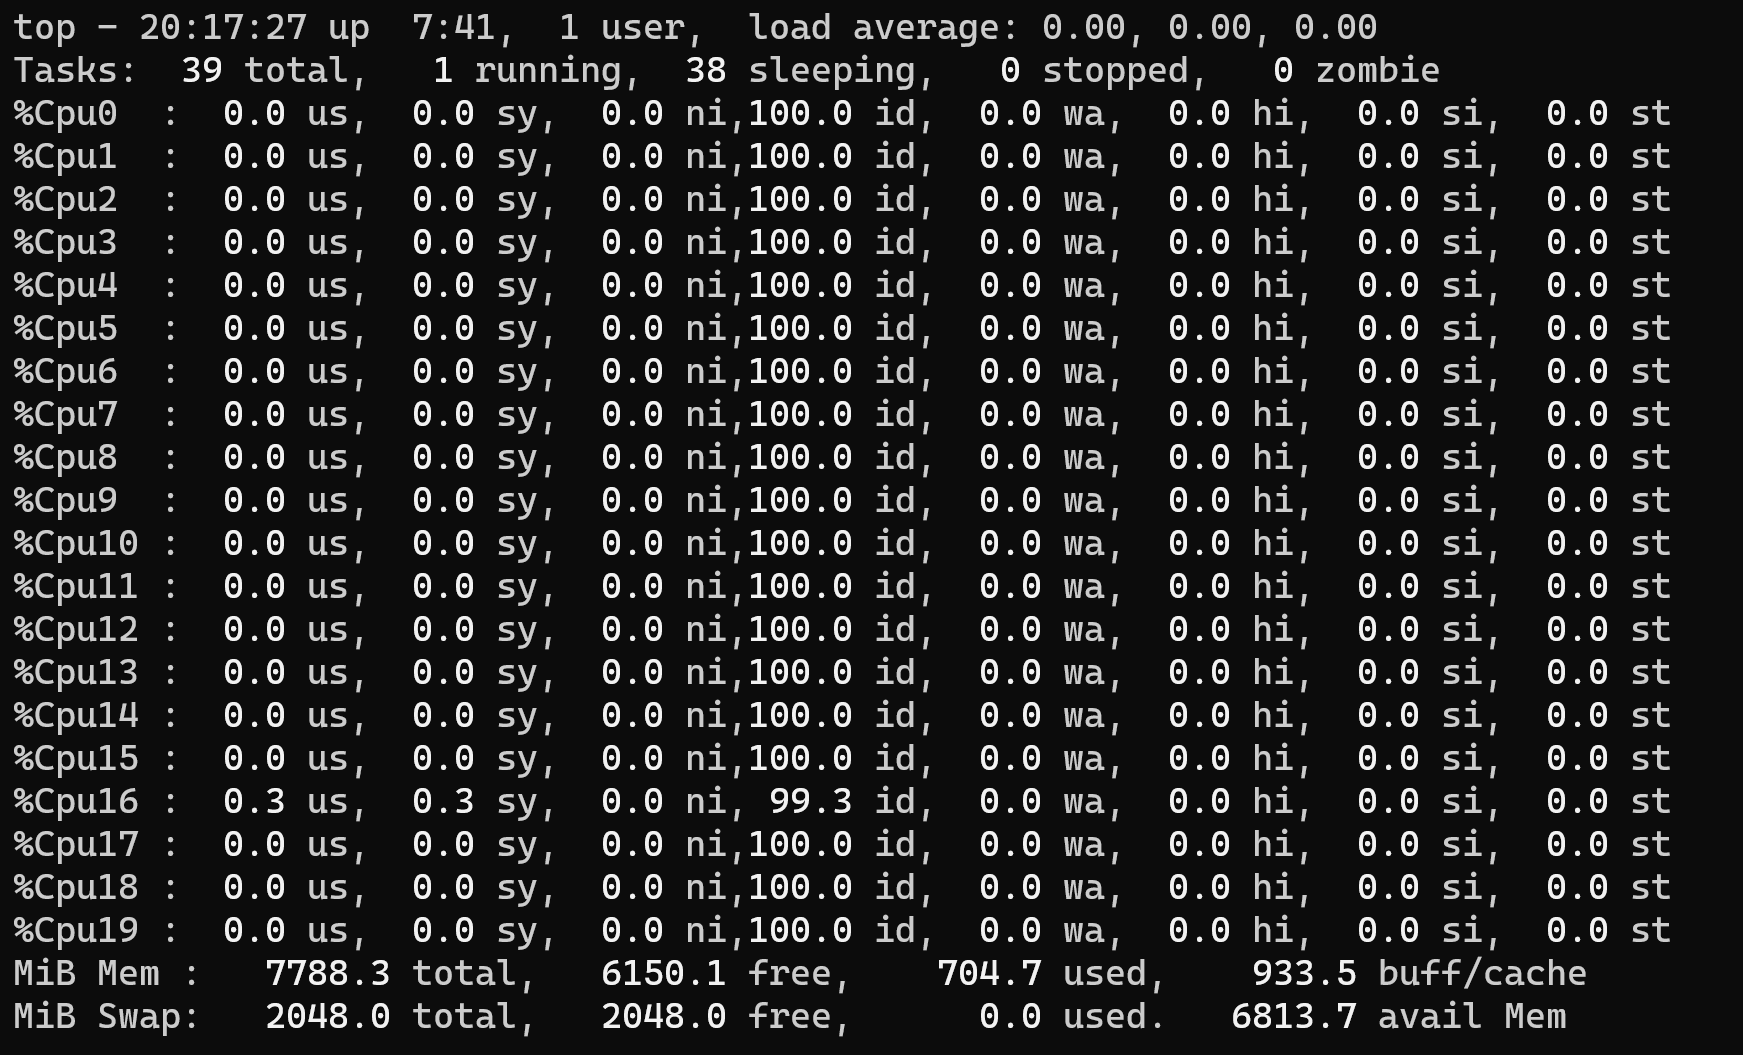 top - 20:17:27 up  7:41,  1 user,  load average: 0.00, 0.00, 0.00
Tasks:  39 total,   1 running,  38 sleeping,   0 stopped,   0 zombie
%Cpu0  :  0.0 us,  0.0 sy,  0.0 ni,100.0 id,  0.0 wa,  0.0 hi,  0.0 si,  0.0 st
%Cpu1  :  0.0 us,  0.0 sy,  0.0 ni,100.0 id,  0.0 wa,  0.0 hi,  0.0 si,  0.0 st
%Cpu2  :  0.0 us,  0.0 sy,  0.0 ni,100.0 id,  0.0 wa,  0.0 hi,  0.0 si,  0.0 st
%Cpu3  :  0.0 us,  0.0 sy,  0.0 ni,100.0 id,  0.0 wa,  0.0 hi,  0.0 si,  0.0 st
%Cpu4  :  0.0 us,  0.0 sy,  0.0 ni,100.0 id,  0.0 wa,  0.0 hi,  0.0 si,  0.0 st
%Cpu5  :  0.0 us,  0.0 sy,  0.0 ni,100.0 id,  0.0 wa,  0.0 hi,  0.0 si,  0.0 st
%Cpu6  :  0.0 us,  0.0 sy,  0.0 ni,100.0 id,  0.0 wa,  0.0 hi,  0.0 si,  0.0 st
%Cpu7  :  0.0 us,  0.0 sy,  0.0 ni,100.0 id,  0.0 wa,  0.0 hi,  0.0 si,  0.0 st
%Cpu8  :  0.0 us,  0.0 sy,  0.0 ni,100.0 id,  0.0 wa,  0.0 hi,  0.0 si,  0.0 st
%Cpu9  :  0.0 us,  0.0 sy,  0.0 ni,100.0 id,  0.0 wa,  0.0 hi,  0.0 si,  0.0 st
%Cpu10 :  0.0 us,  0.0 sy,  0.0 ni,100.0 id,  0.0 wa,  0.0 hi,  0.0 si,  0.0 st
%Cpu11 :  0.0 us,  0.0 sy,  0.0 ni,100.0 id,  0.0 wa,  0.0 hi,  0.0 si,  0.0 st
%Cpu12 :  0.0 us,  0.0 sy,  0.0 ni,100.0 id,  0.0 wa,  0.0 hi,  0.0 si,  0.0 st
%Cpu13 :  0.0 us,  0.0 sy,  0.0 ni,100.0 id,  0.0 wa,  0.0 hi,  0.0 si,  0.0 st
%Cpu14 :  0.0 us,  0.0 sy,  0.0 ni,100.0 id,  0.0 wa,  0.0 hi,  0.0 si,  0.0 st
%Cpu15 :  0.0 us,  0.0 sy,  0.0 ni,100.0 id,  0.0 wa,  0.0 hi,  0.0 si,  0.0 st
%Cpu16 :  0.3 us,  0.3 sy,  0.0 ni, 99.3 id,  0.0 wa,  0.0 hi,  0.0 si,  0.0 st
%Cpu17 :  0.0 us,  0.0 sy,  0.0 ni,100.0 id,  0.0 wa,  0.0 hi,  0.0 si,  0.0 st
%Cpu18 :  0.0 us,  0.0 sy,  0.0 ni,100.0 id,  0.0 wa,  0.0 hi,  0.0 si,  0.0 st
%Cpu19 :  0.0 us,  0.0 sy,  0.0 ni,100.0 id,  0.0 wa,  0.0 hi,  0.0 si,  0.0 st
MiB Mem :   7788.3 total,   6150.1 free,    704.7 used,    933.5 buff/cache
MiB Swap:   2048.0 total,   2048.0 free,      0.0 used.   6813.7 avail Mem